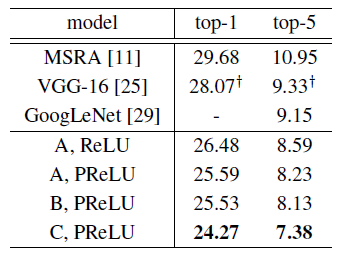 model top-1 top-5
MSRA [11] 29.68 10.95
VGG-16 [25] 28.07† 9.33†
GoogLeNet [29] - 9.15
A, ReLU 26.48 8.59
A, PReLU 25.59 8.23
B, PReLU 25.53 8.13
C, PReLU 24.27 7.38